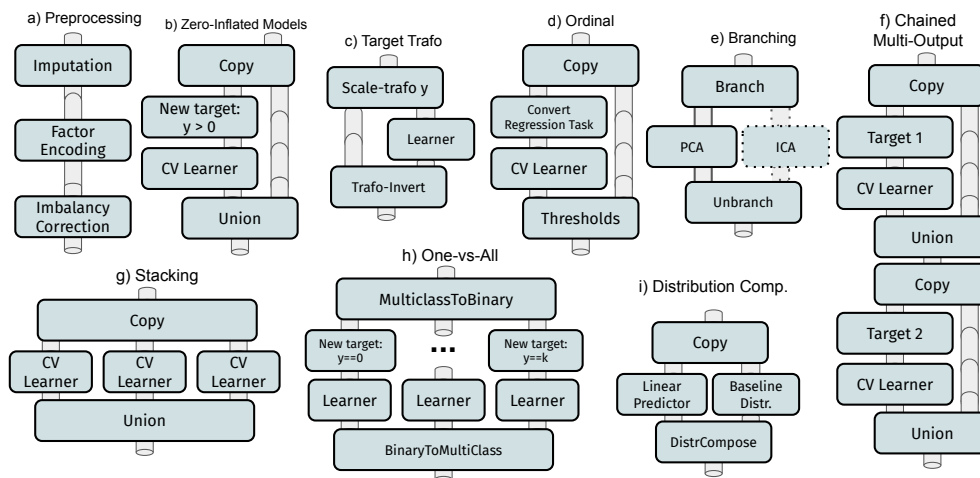 a) Preprocessing
Imputation
Factor
Encoding
Imbalancy
Correction
b) Zero-Inflated Models
Copy
New target:
y > 0
CV Learner
Union
c) Target Trafo
Scale-trafo y
Learner
Trafo-Invert
d) Ordinal
Copy
Convert
Regression Task
CV Learner
Thresholds
e) Branching
Branch
PCA
ICA
Unbranch
f) Chained
Multi-Output
Copy
Target 1
CV Learner
Union
Copy
Target 2
CV Learner
Union
g) Stacking
Copy
CV
Learner
CV
Learner
CV
Learner
Union
h) One-vs-All
MulticlassToBinary
New target:
y==0
...
New target:
y==k
Learner
Learner
Learner
BinaryToMultiClass
i) Distribution Comp.
Copy
Linear
Predictor
Baseline
Distr.
DistrCompose